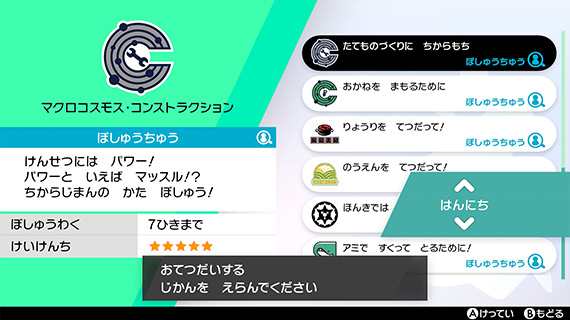 マクロコスモス・コンストラクション
ぼしゅうちゅう
けんせつには　パワー！
パワーと　いえば　マッスル！？
ちからじまんの　かた　ぼしゅう！
ぼしゅうわく　7ひきまで
けいけんち　★★★★★
たてものづくりに　ちからもち
ぼしゅうちゅう
おかねを　まもるために
ぼしゅうちゅう
りょうりを　てつだって！
ぼしゅうちゅう
のうえんを　てつだって！
ほんきでは
アミで　すくって　とるために！
ぼしゅうちゅう
はんにち
おてつだいする
じかんを　えらんでください
Aけってい　Bもどる